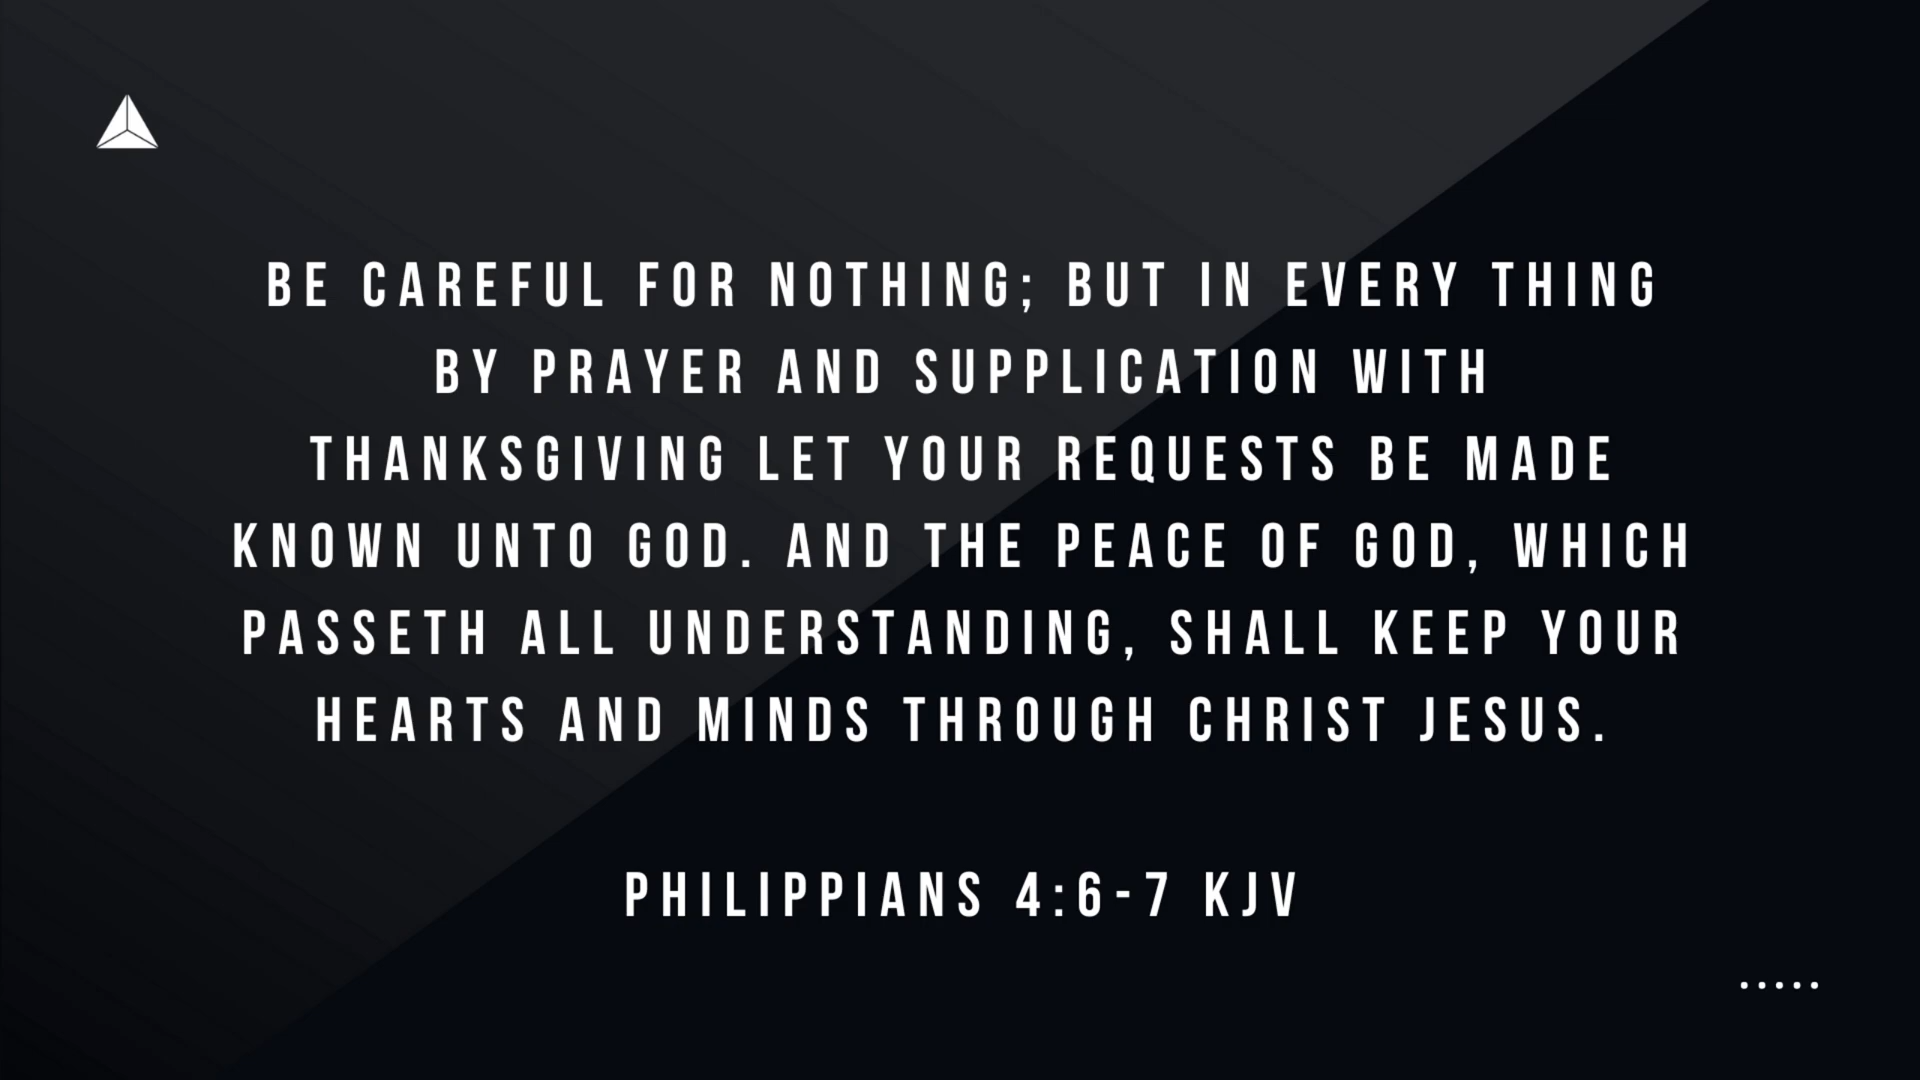 BE CAREFUL FOR NOTHING; BUT IN EVERY THING
BY PRAYER AND SUPPLICATION WITH
THANKSGIVING LET YOUR REQUESTS BE MADE
KNOWN UNTO GOD. AND THE PEACE OF GOD, WHICH
PASSETH ALL UNDERSTANDING, SHALL KEEP YOUR
HEARTS AND MINDS THROUGH CHRIST JESUS.
PHILIPPIANS 4:6-7 KJV